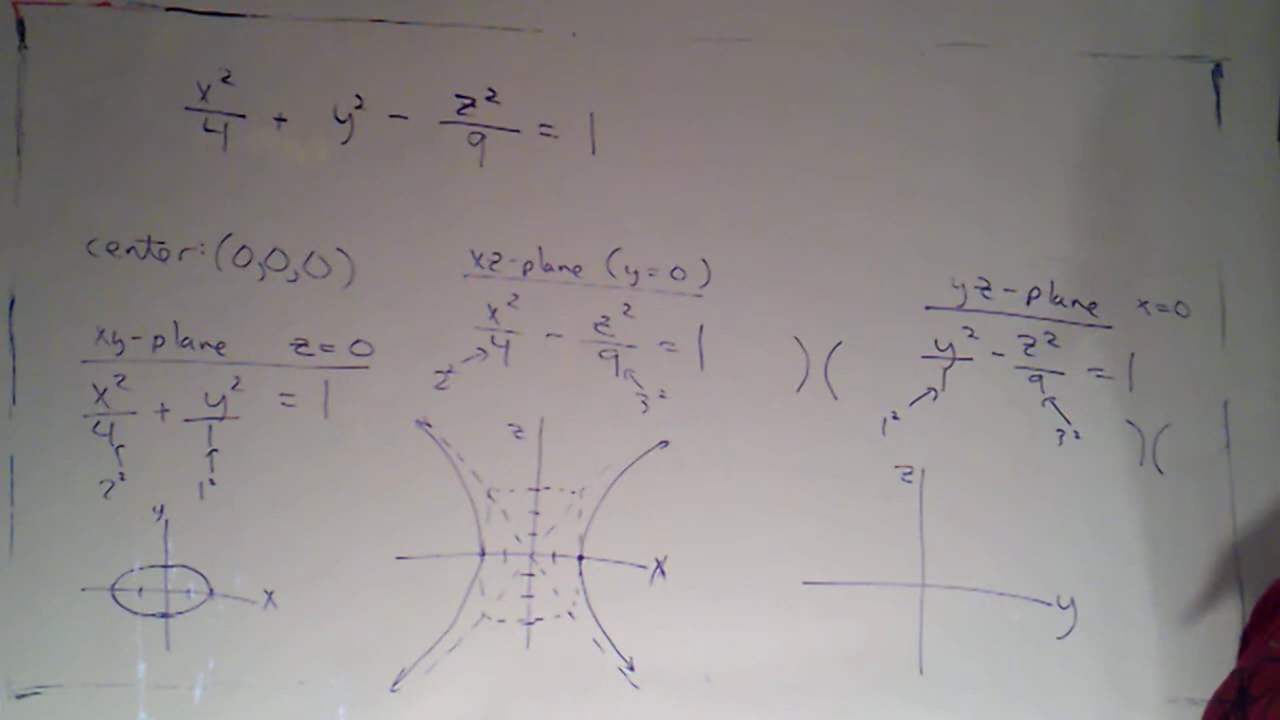 x²/4 + y² - z²/9 = 1
center: (0,0,0)
xy-plane z=0
x²/4 + y²/1 = 1
2² 1²
y
x
xz-plane (y=0)
x²/4 - z²/9 = 1 )(
3²
z
x
yz-plane x=0
y²/1 - z²/9 = 1
1² 3² )(
z
y